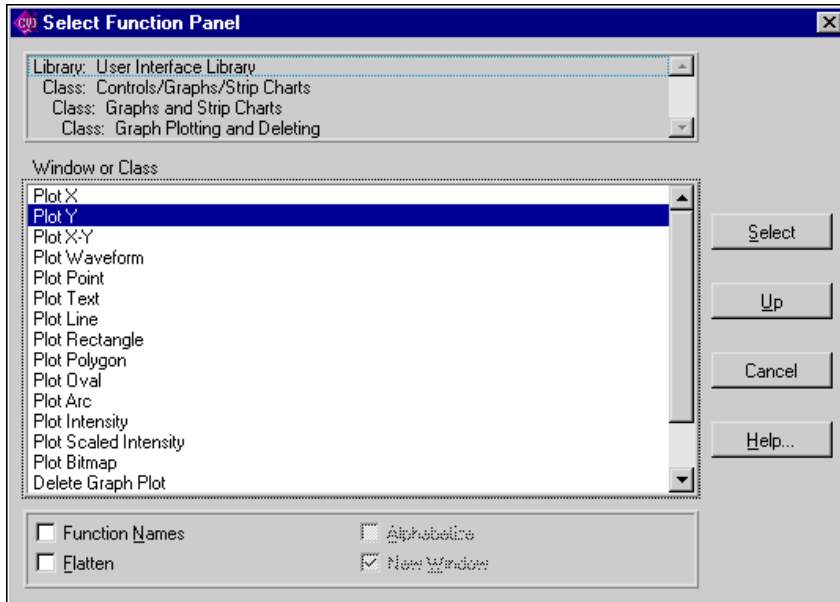 CVI Select Function Panel
Library: User Interface Library
Class: Controls/Graphs/Strip Charts
Class: Graphs and Strip Charts
Class: Graph Plotting and Deleting
Window or Class
Plot X
Plot Y
Plot X-Y
Plot Waveform
Plot Point
Plot Text
Plot Line
Plot Rectangle
Plot Polygon
Plot Oval
Plot Arc
Plot Intensity
Plot Scaled Intensity
Plot Bitmap
Delete Graph Plot
Select
Up
Cancel
Help...
Function Names
Alphabetize
Flatten
New Window